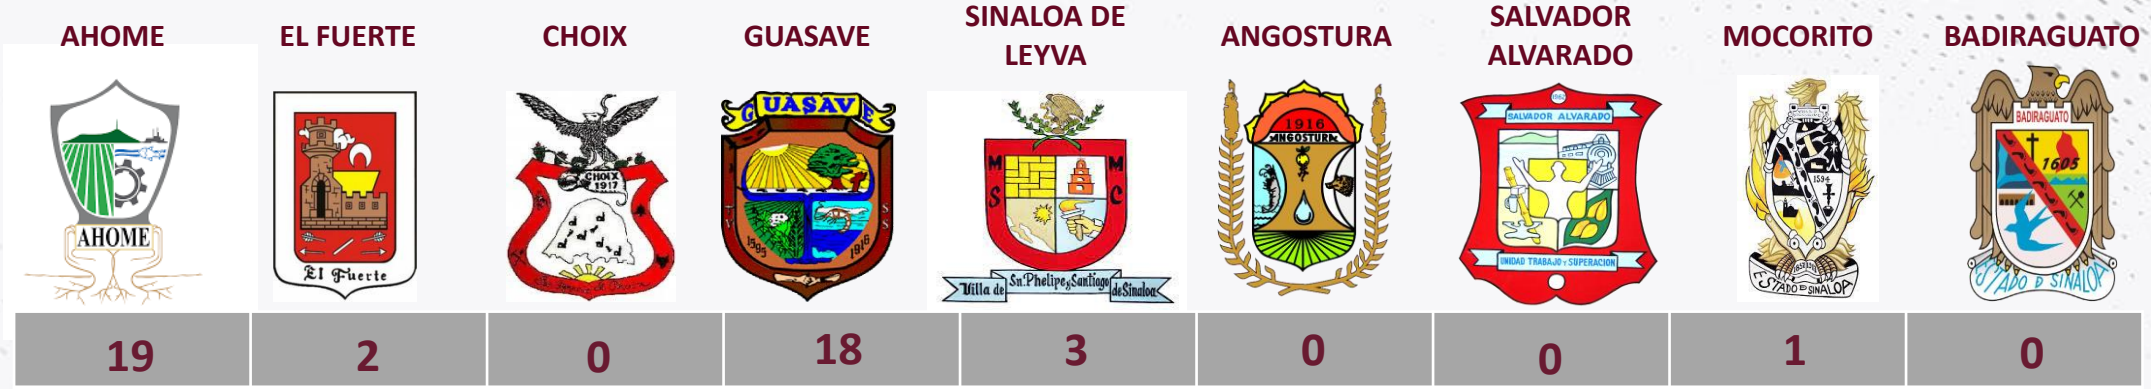 AHOME
EL FUERTE
CHOIX
GUASAVE
SINALOA DE
LEYVA
ANGOSTURA
SALVADOR
ALVARADO
MOCORITO
BADIRAGUATO
AHOME
El Fuerte
CHOIX
1917
GUASAVE
1595
1916
M M
S C
Villa de Sn. Phelipe y Santiago de Sinaloa
1916
ANGOSTURA
1962
SALVADOR ALVARADO
UNIDAD TRABAJO Y SUPERACION
1594
ESTADO D SINALOA
BADIRAGUATO
1605
ESTADO D SINALOA
19
2
0
18
3
0
0
1
0